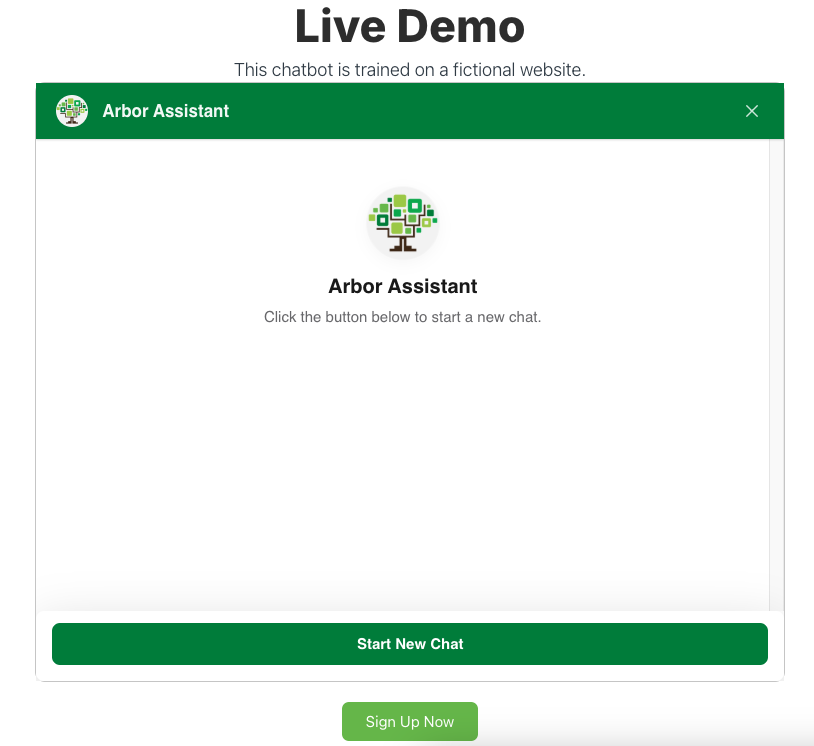 Live Demo
This chatbot is trained on a fictional website.
Arbor Assistant
Arbor Assistant
Click the button below to start a new chat.
Start New Chat
Sign Up Now